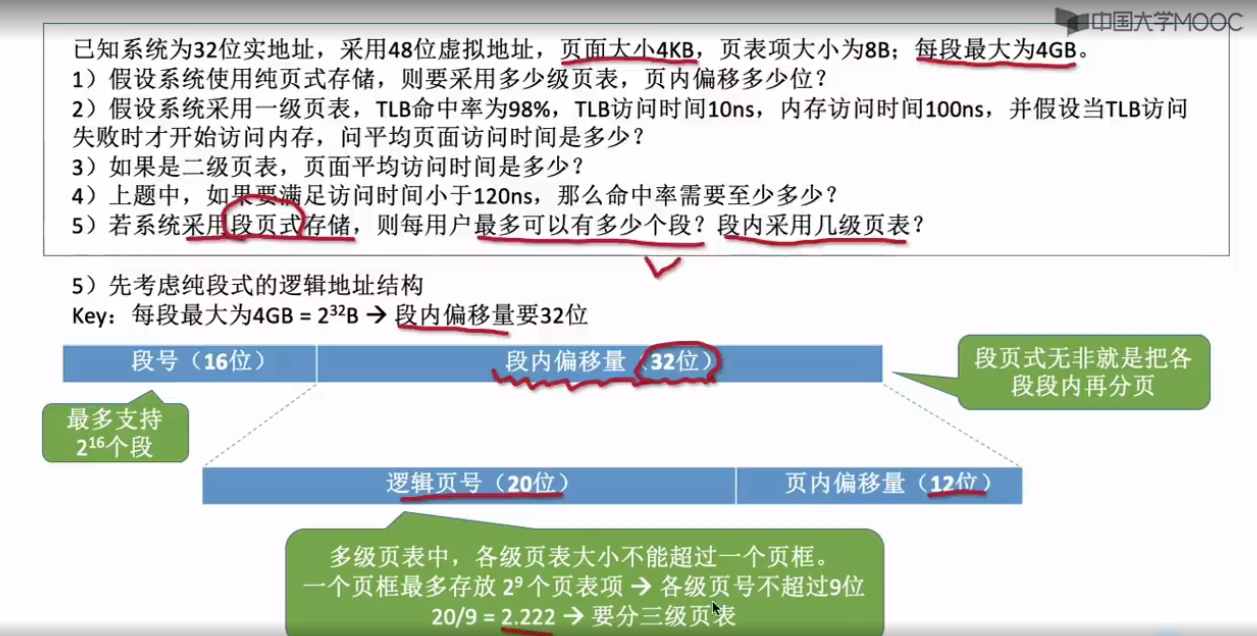 中国大学MOOC
已知系统为32位实地址，采用48位虚拟地址，页面大小4KB，页表项大小为8B；每段最大为4GB。
1）假设系统使用纯页式存储，则要采用多少级页表，页内偏移多少位？
2）假设系统采用一级页表，TLB命中率为98%，TLB访问时间10ns，内存访问时间100ns，并假设当TLB访问
失败时才开始访问内存，问平均页面访问时间是多少？
3）如果是二级页表，页面平均访问时间是多少？
4）上题中，如果要满足访问时间小于120ns，那么命中率需要至少多少？
5）若系统采用段页式存储，则每用户最多可以有多少个段？段内采用几级页表？
5）先考虑纯段式的逻辑地址结构
Key：每段最大为4GB = 2³²B → 段内偏移量要32位
段号（16位）
段内偏移量（32位）
段页式无非就是把各
段段内再分页
最多支持
2¹⁶个段
逻辑页号（20位）
页内偏移量（12位）
多级页表中，各级页表大小不能超过一个页框。
一个页框最多存放 2⁹ 个页表项 → 各级页号不超过9位
20/9 = 2.222 → 要分三级页表